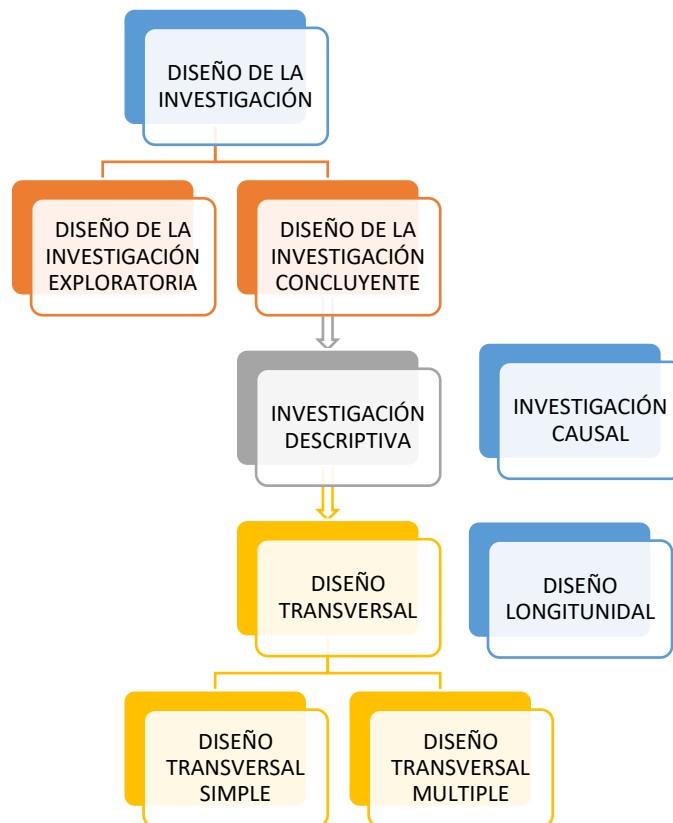 DISEÑO DE LA
INVESTIGACIÓN
DISEÑO DE LA
INVESTIGACIÓN
EXPLORATORIA
DISEÑO DE LA
INVESTIGACIÓN
CONCLUYENTE
INVESTIGACIÓN
DESCRIPTIVA
INVESTIGACIÓN
CAUSAL
DISEÑO
TRANSVERSAL
DISEÑO
LONGITUNIDAL
DISEÑO
TRANSVERSAL
SIMPLE
DISEÑO
TRANSVERSAL
MULTIPLE